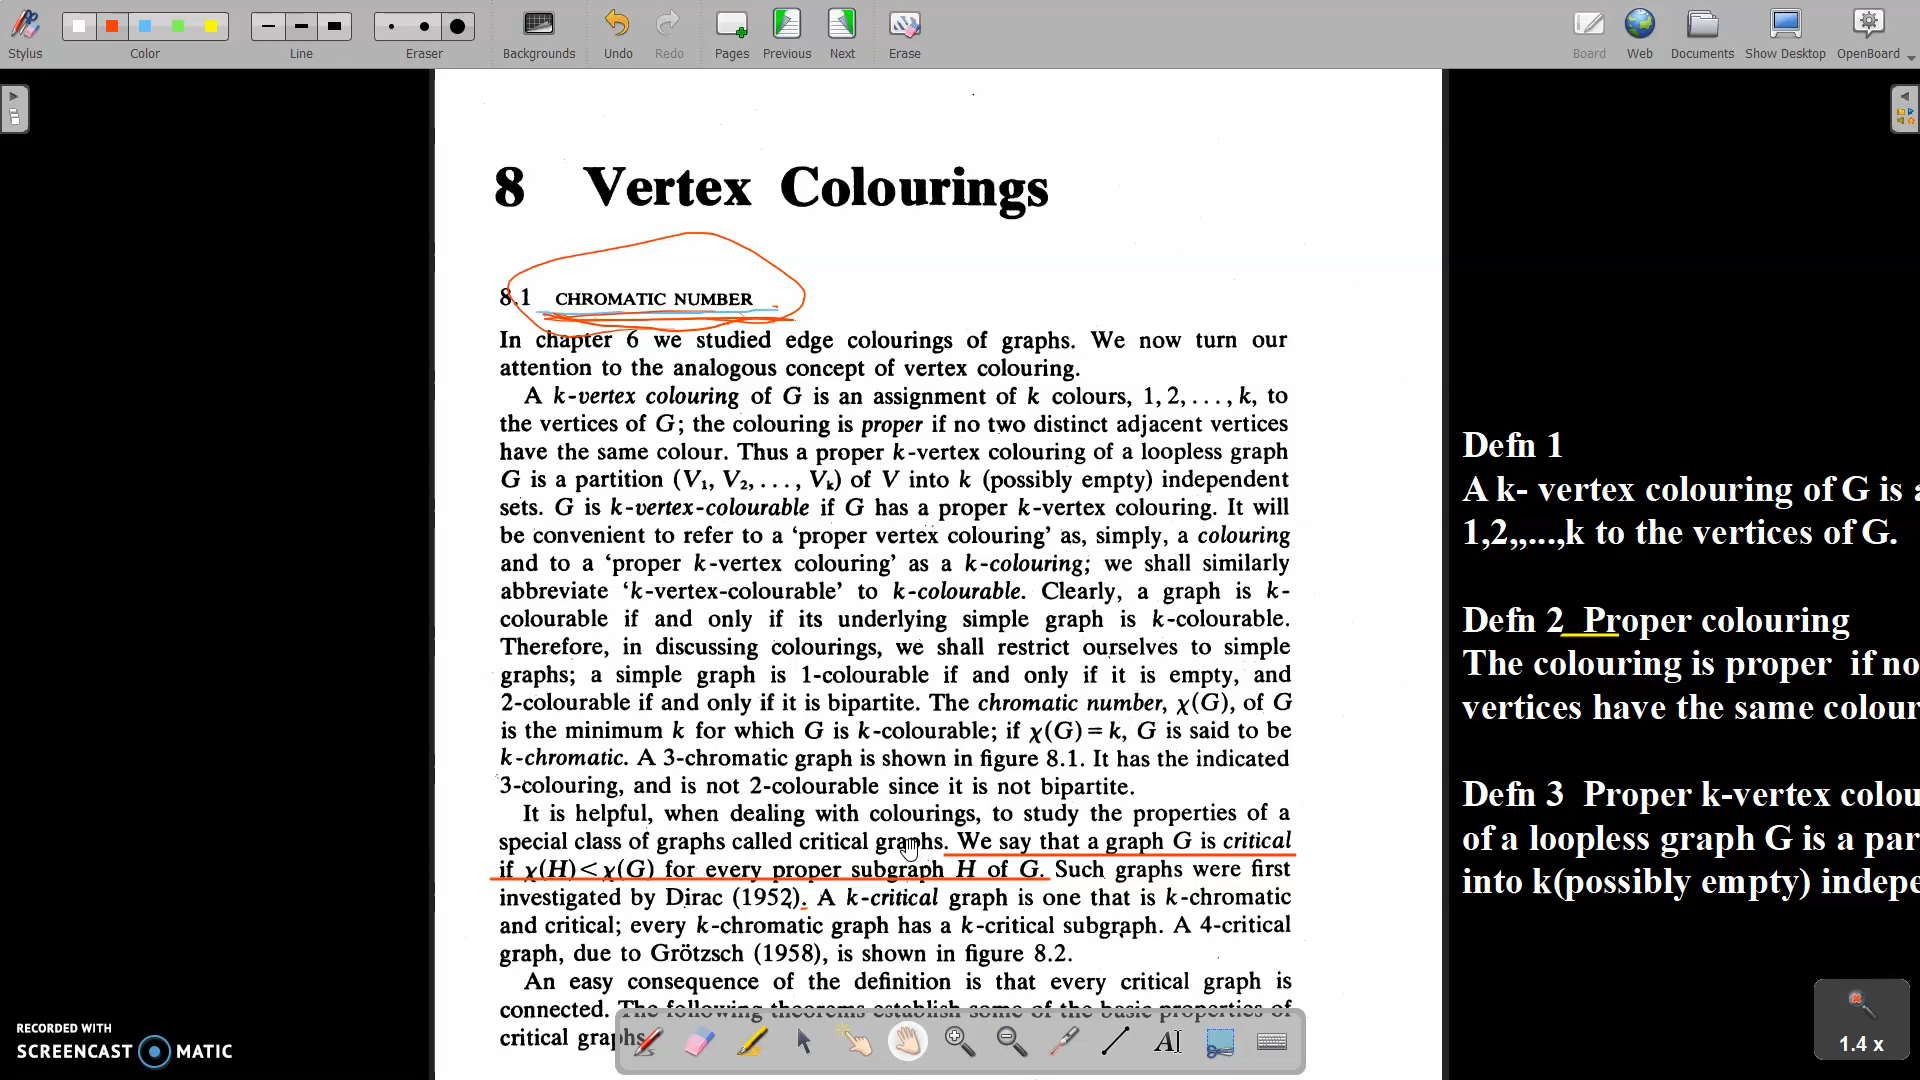 Stylus
Color
Line
Eraser
Backgrounds
Undo
Redo
Pages
Previous
Next
Erase
Board
Web
Documents
Show Desktop
OpenBoard
8 Vertex Colourings
8.1 CHROMATIC NUMBER
In chapter 6 we studied edge colourings of graphs. We now turn our
attention to the analogous concept of vertex colouring.
A k-vertex colouring of G is an assignment of k colours, 1, 2, . . . , k, to
the vertices of G; the colouring is proper if no two distinct adjacent vertices
have the same colour. Thus a proper k-vertex colouring of a loopless graph
G is a partition (V₁, V₂, . . . , Vₖ) of V into k (possibly empty) independent
sets. G is k-vertex-colourable if G has a proper k-vertex colouring. It will
be convenient to refer to a ‘proper vertex colouring’ as, simply, a colouring
and to a ‘proper k-vertex colouring’ as a k-colouring; we shall similarly
abbreviate ‘k-vertex-colourable’ to k-colourable. Clearly, a graph is k-
colourable if and only if its underlying simple graph is k-colourable.
Therefore, in discussing colourings, we shall restrict ourselves to simple
graphs; a simple graph is 1-colourable if and only if it is empty, and
2-colourable if and only if it is bipartite. The chromatic number, χ(G), of G
is the minimum k for which G is k-colourable; if χ(G) = k, G is said to be
k-chromatic. A 3-chromatic graph is shown in figure 8.1. It has the indicated
3-colouring, and is not 2-colourable since it is not bipartite.
It is helpful, when dealing with colourings, to study the properties of a
special class of graphs called critical graphs. We say that a graph G is critical
if χ(H) < χ(G) for every proper subgraph H of G. Such graphs were first
investigated by Dirac (1952). A k-critical graph is one that is k-chromatic
and critical; every k-chromatic graph has a k-critical subgraph. A 4-critical
graph, due to Grötzsch (1958), is shown in figure 8.2.
An easy consequence of the definition is that every critical graph is
connected. The following theorems establish some of the basic properties of
critical graphs
Defn 1
A k- vertex colouring of G is a
1,2,,...,k to the vertices of G.
Defn 2 Proper colouring
The colouring is proper if no
vertices have the same colour
Defn 3 Proper k-vertex colou
of a loopless graph G is a par
into k(possibly empty) indepe
RECORDED WITH
SCREENCAST MATIC
1.4 x